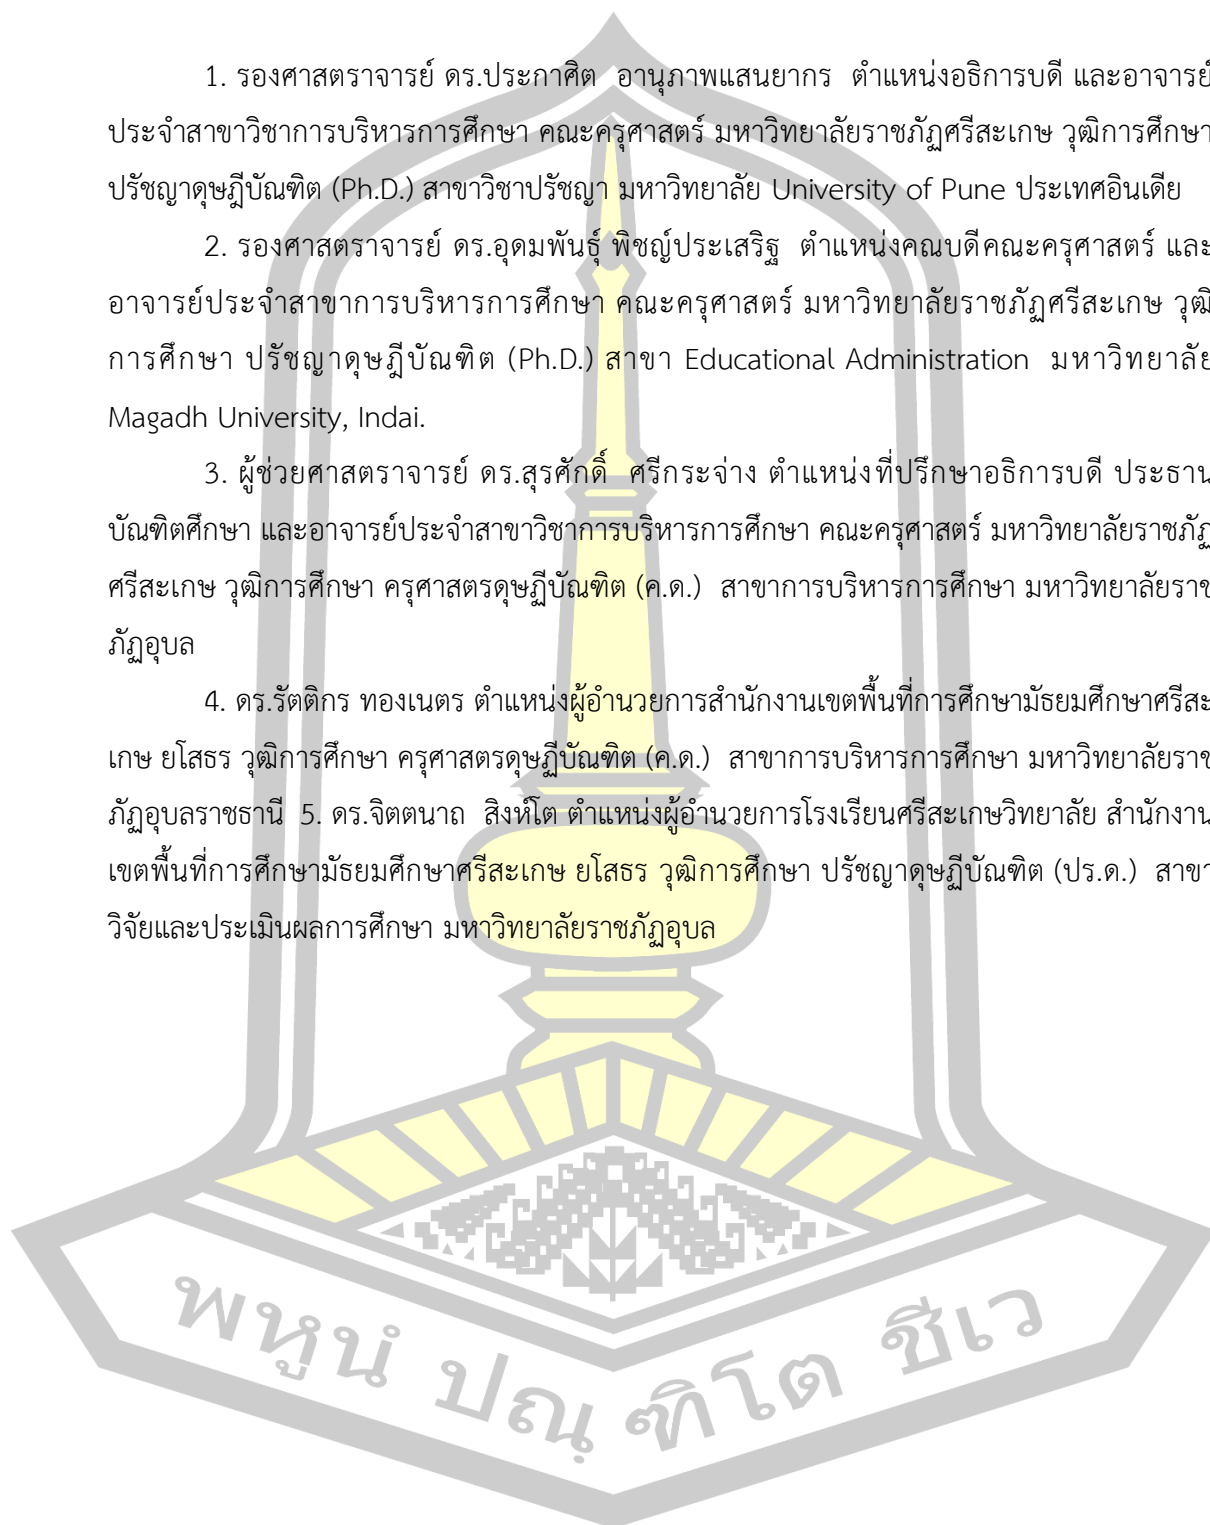 1. รองศาสตราจารย์ ดร.ประกาศิต อานุภาพแสนยากร ตำแหน่งอธิการบดี และอาจารย์
ประจำสาขาวิชาการบริหารการศึกษา คณะครุศาสตร์ มหาวิทยาลัยราชภัฏศรีสะเกษ วุฒิการศึกษา
ปรัชญาดุษฎีบัณฑิต (Ph.D.) สาขาวิชาปรัชญา มหาวิทยาลัย University of Pune ประเทศอินเดีย
2. รองศาสตราจารย์ ดร.อุดมพันธุ์ พิชญ์ประเสริฐ ตำแหน่งคณบดีคณะครุศาสตร์ และ
อาจารย์ประจำสาขาการบริหารการศึกษา คณะครุศาสตร์ มหาวิทยาลัยราชภัฏศรีสะเกษ วุฒิ
การศึกษา ปรัชญาดุษฎีบัณฑิต (Ph.D.) สาขา Educational Administration มหาวิทยาลัย
Magadh University, Indai.
3. ผู้ช่วยศาสตราจารย์ ดร.สุรศักดิ์ ศรีกระจ่าง ตำแหน่งที่ปรึกษาอธิการบดี ประธาน
บัณฑิตศึกษา และอาจารย์ประจำสาขาวิชาการบริหารการศึกษา คณะครุศาสตร์ มหาวิทยาลัยราชภัฏ
ศรีสะเกษ วุฒิการศึกษา ครุศาสตรดุษฏีบัณฑิต (ค.ด.) สาขาการบริหารการศึกษา มหาวิทยาลัยราช
ภัฏอุบล
4. ดร.รัตติกร ทองเนตร ตำแหน่งผู้อำนวยการสำนักงานเขตพื้นที่การศึกษามัธยมศึกษาศรีสะ
เกษ ยโสธร วุฒิการศึกษา ครุศาสตรดุษฏีบัณฑิต (ค.ด.) สาขาการบริหารการศึกษา มหาวิทยาลัยราช
ภัฏอุบลราชธานี 5. ดร.จิตตนาถ สิงห์โต ตำแหน่งผู้อำนวยการโรงเรียนศรีสะเกษวิทยาลัย สำนักงาน
เขตพื้นที่การศึกษามัธยมศึกษาศรีสะเกษ ยโสธร วุฒิการศึกษา ปรัชญาดุษฏีบัณฑิต (ปร.ด.) สาขา
วิจัยและประเมินผลการศึกษา มหาวิทยาลัยราชภัฏอุบล
พหูนํ ปณฺฑิโต ชีเว